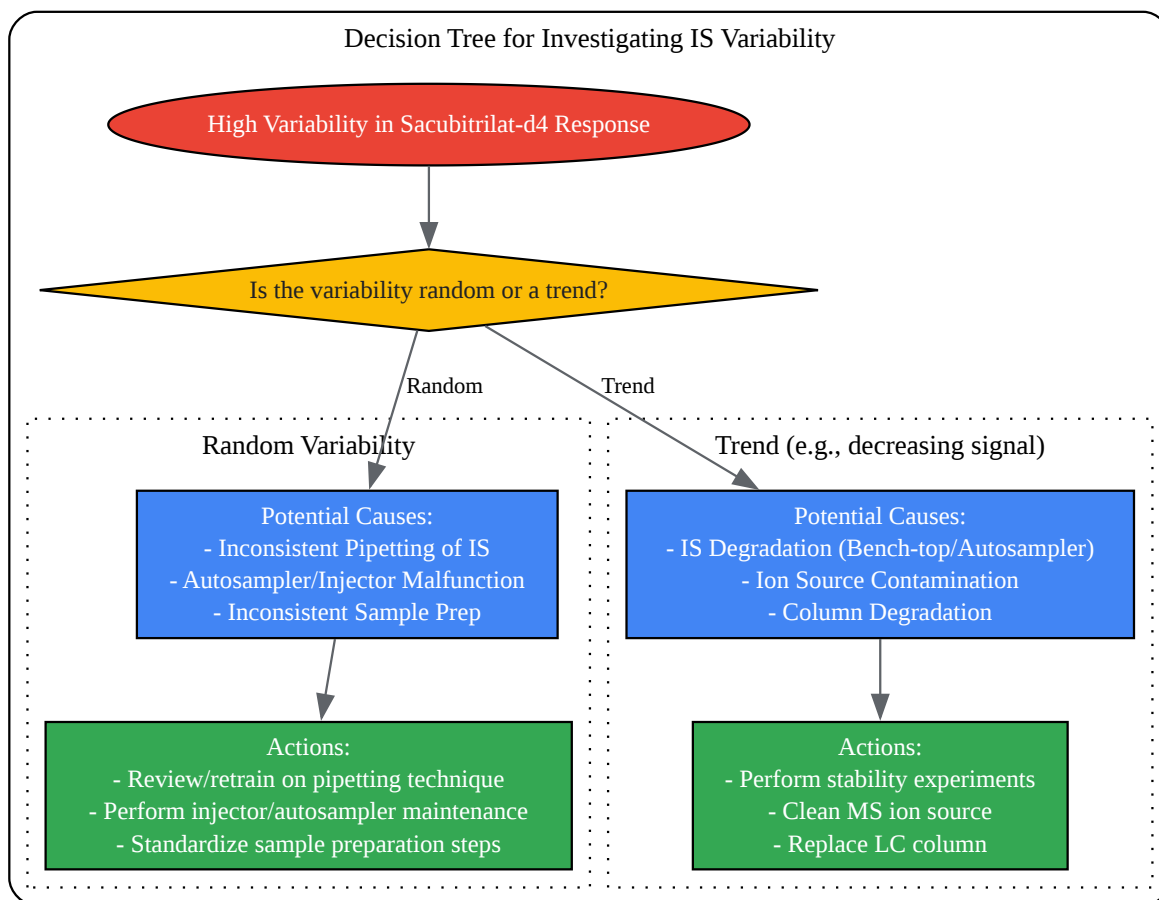 Decision Tree for Investigating IS Variability
High Variability in Sacubitrilat-d4 Response
Is the variability random or a trend?
Random
Trend
Random Variability
Potential Causes:
- Inconsistent Pipetting of IS
- Autosampler/Injector Malfunction
- Inconsistent Sample Prep
Actions:
- Review/retrain on pipetting technique
- Perform injector/autosampler maintenance
- Standardize sample preparation steps
Trend (e.g., decreasing signal)
Potential Causes:
- IS Degradation (Bench-top/Autosampler)
- Ion Source Contamination
- Column Degradation
Actions:
- Perform stability experiments
- Clean MS ion source
- Replace LC column